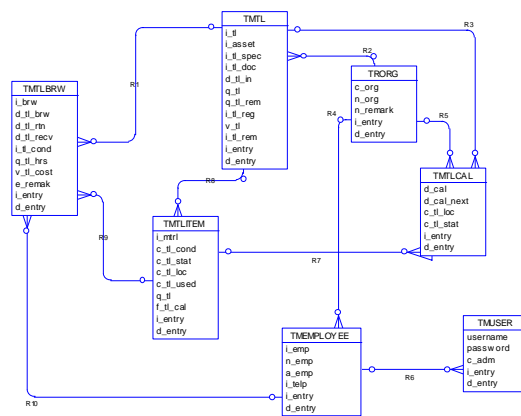 TMTL
i_tl
i_asset
i_tl_spec
i_tl_doc
d_tl_in
q_tl
q_tl_rem
i_tl_reg
v_tl
i_tl_rem
i_entry
d_entry
R3
R2
R1
TRORG
c_org
n_org
n_remark
i_entry
d_entry
TMTLBRW
i_brw
d_tl_brw
d_tl_rtn
d_tl_recv
i_tl_cond
q_tl_hrs
v_tl_cost
e_remak
i_entry
d_entry
R4
R5
TMTLCAL
d_cal
d_cal_next
c_tl_loc
c_tl_stat
i_entry
d_entry
R8
TMTLITEM
i_mtrl
c_tl_cond
c_tl_stat
c_tl_loc
c_tl_used
q_tl
f_tl_cal
i_entry
d_entry
R9
R7
TMEMPLOYEE
i_emp
n_emp
a_emp
i_telp
i_entry
d_entry
TMUSER
username
password
c_adm
i_entry
d_entry
R6
R10